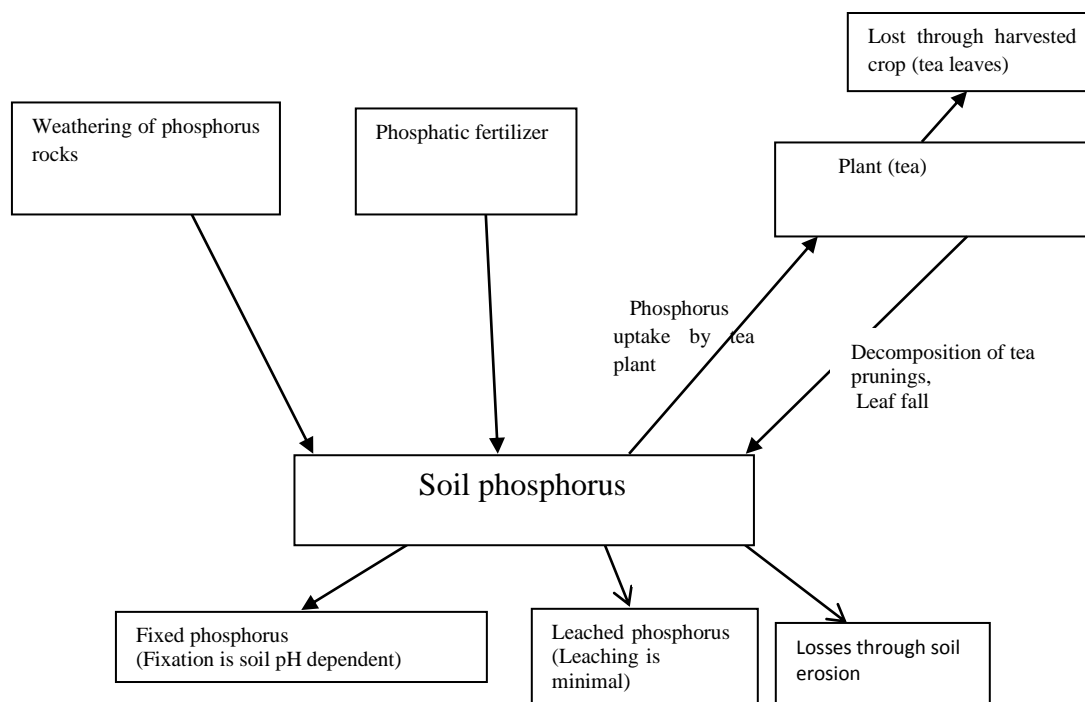 Lost through harvested
crop (tea leaves)
Weathering of phosphorus
rocks
Phosphatic fertilizer
Plant (tea)
Phosphorus
uptake by tea
plant
Decomposition of tea
prunings,
Leaf fall
Soil phosphorus
Fixed phosphorus
(Fixation is soil pH dependent)
Leached phosphorus
(Leaching is
minimal)
Losses through soil
erosion